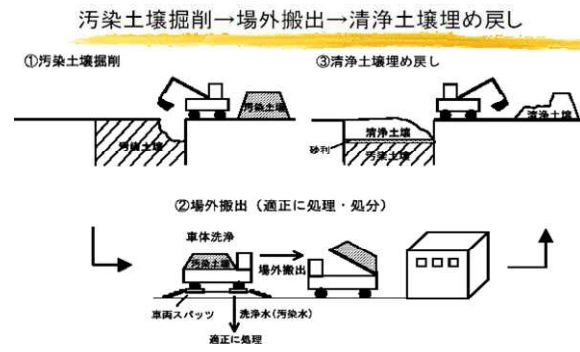 汚染土壌掘削→場外搬出→清浄土壌埋め戻し
①汚染土壌掘削
汚染土壌
汚染土壌
③清浄土壌埋め戻し
清浄土壌
清浄土壌
砂利
汚染土壌
②場外搬出（適正に処理・処分）
車体洗浄
汚染土壌
場外搬出
車両スパッツ
洗浄水(汚染水)
適正に処理